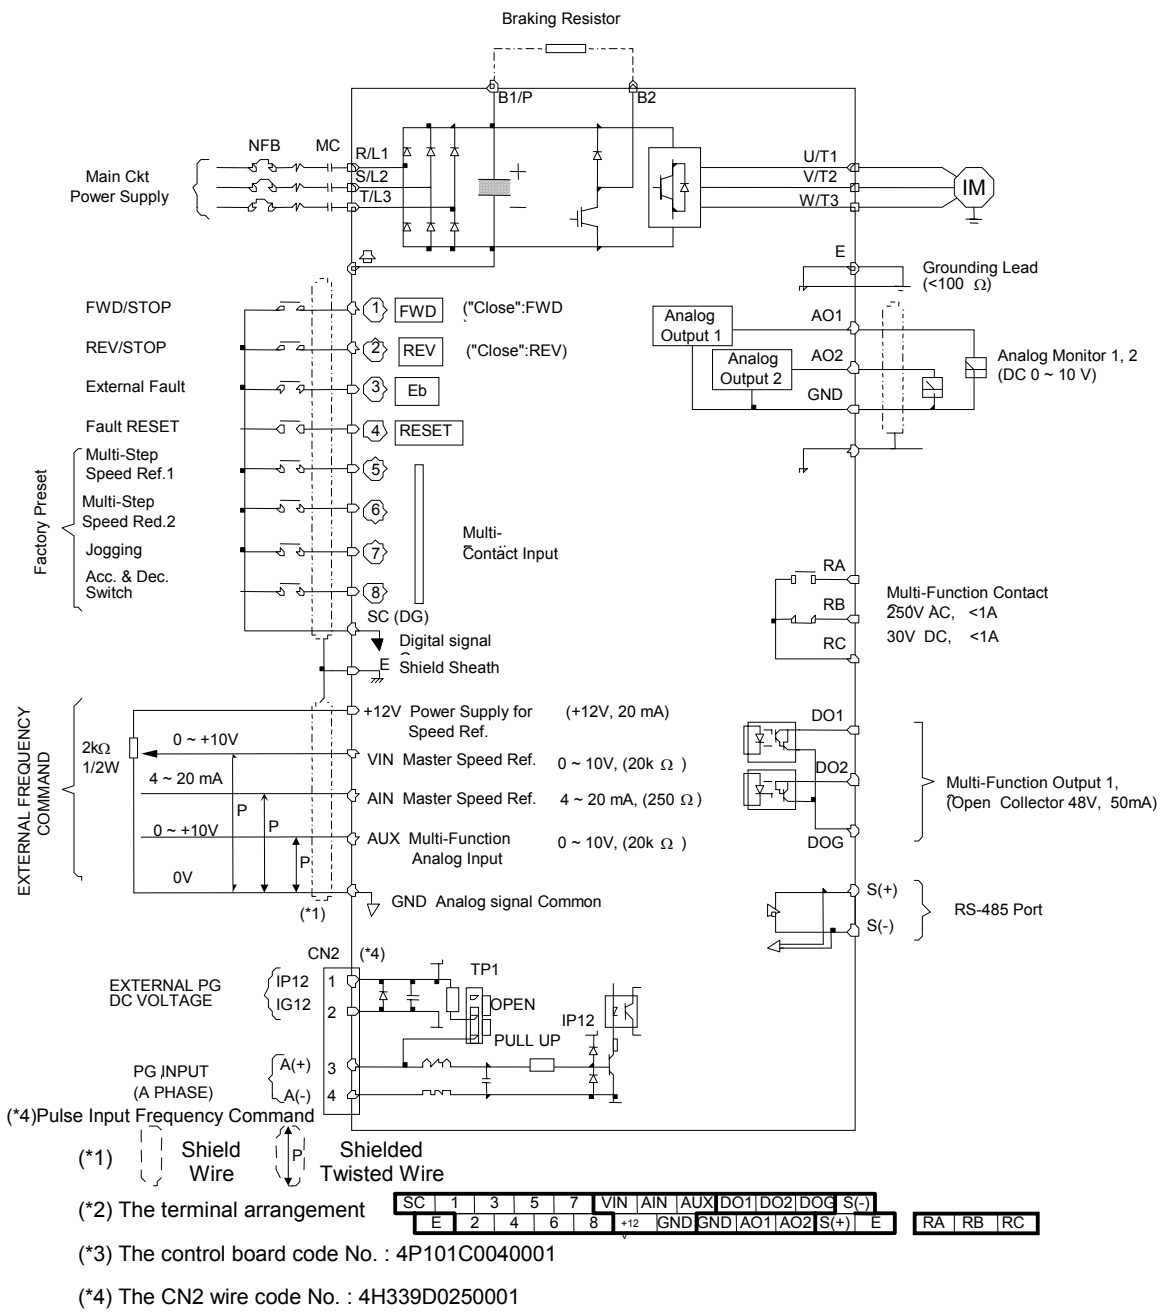 Braking Resistor
B1/P
B2
NFB
MC
R/L1
S/L2
T/L3
Main Ckt
Power Supply
U/T1
V/T2
W/T3
IM
E
Grounding Lead
(<100 Ω)
FWD/STOP
1
FWD
("Close":FWD
REV/STOP
2
REV
("Close":REV)
External Fault
3
Eb
Fault RESET
4
RESET
Factory Preset
Multi-Step
Speed Ref.1
5
Multi-Step
Speed Red.2
6
Jogging
7
Acc. & Dec.
Switch
8
Multi-
Contact Input
SC (DG)
Digital signal
E Shield Sheath
Analog
Output 1
Analog
Output 2
AO1
AO2
GND
Analog Monitor 1, 2
(DC 0 ~ 10 V)
RA
RB
RC
Multi-Function Contact
250V AC, <1A
30V DC, <1A
EXTERNAL FREQUENCY
COMMAND
2kΩ
1/2W
0 ~ +10V
4 ~ 20 mA
0 ~ +10V
0V
P
P
P
(*1)
+12V Power Supply for
Speed Ref.
(+12V, 20 mA)
VIN Master Speed Ref.
0 ~ 10V, (20k Ω )
AIN Master Speed Ref.
4 ~ 20 mA, (250 Ω )
AUX Multi-Function
Analog Input
0 ~ 10V, (20k Ω )
GND Analog signal Common
DO1
DO2
DOG
Multi-Function Output 1,
(Open Collector 48V, 50mA)
S(+)
S(-)
RS-485 Port
CN2
(*4)
EXTERNAL PG
DC VOLTAGE
IP12
IG12
1
2
TP1
OPEN
PULL UP
IP12
PG INPUT
(A PHASE)
A(+)
A(-)
3
4
(*4)Pulse Input Frequency Command
(*1)
Shield
Wire
P
Shielded
Twisted Wire
(*2) The terminal arrangement
SC 1 3 5 7 VIN AIN AUX DO1 DO2 DOG S(-)
E 2 4 6 8 +12V GND GND AO1 AO2 S(+) E
RA RB RC
(*3) The control board code No. : 4P101C0040001
(*4) The CN2 wire code No. : 4H339D0250001